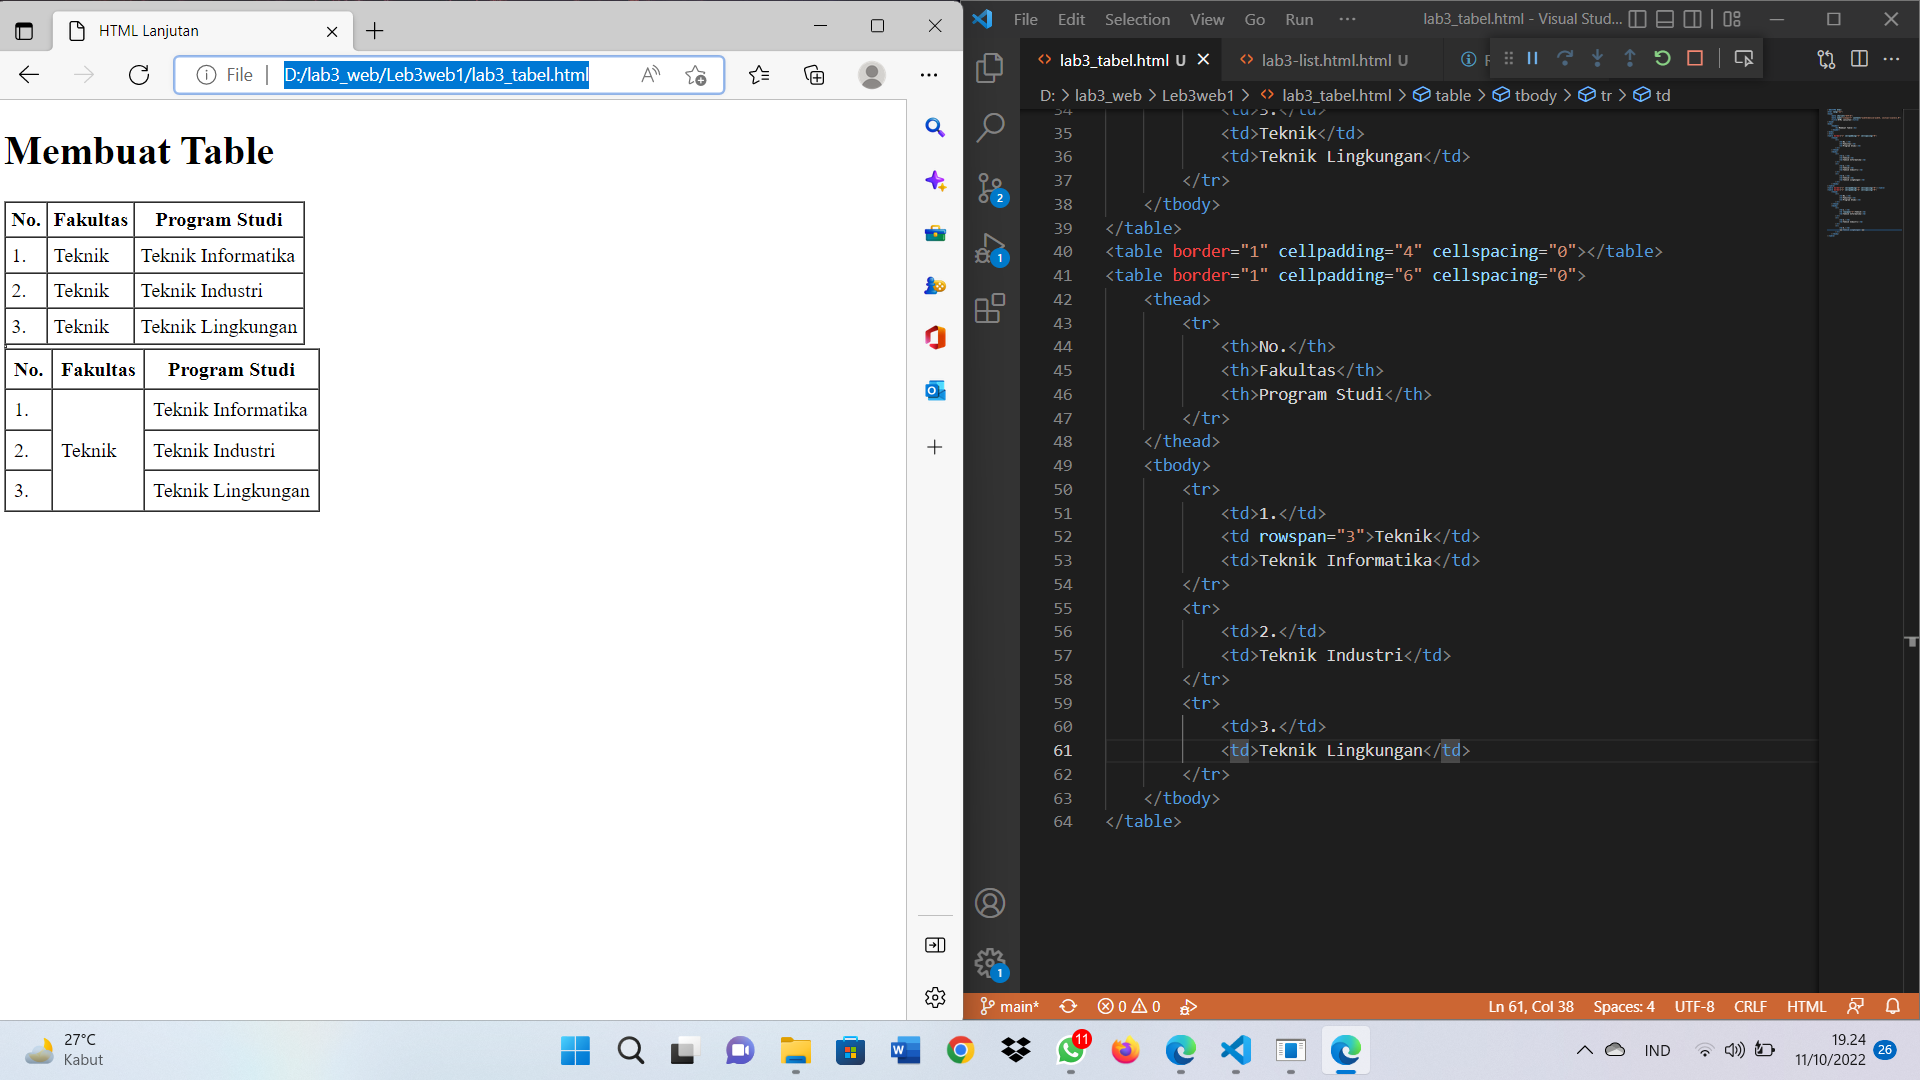 HTML Lanjutan
File
D:/lab3_web/Leb3web1/lab3_tabel.html
Membuat Table
No. Fakultas Program Studi
1. Teknik Teknik Informatika
2. Teknik Teknik Industri
3. Teknik Teknik Lingkungan
No. Fakultas Program Studi
1. Teknik Informatika
2. Teknik Teknik Industri
3. Teknik Lingkungan
File Edit Selection View Go Run ··· lab3_tabel.html - Visual Stud...
lab3_tabel.html U lab3-list.html.html U
D: > lab3_web > Leb3web1 > lab3_tabel.html > table > tbody > tr > td
34 <td>3.</td>
35 <td>Teknik</td>
36 <td>Teknik Lingkungan</td>
37 </tr>
38 </tbody>
39 </table>
40 <table border="1" cellpadding="4" cellspacing="0"></table>
41 <table border="1" cellpadding="6" cellspacing="0">
42 <thead>
43 <tr>
44 <th>No.</th>
45 <th>Fakultas</th>
46 <th>Program Studi</th>
47 </tr>
48 </thead>
49 <tbody>
50 <tr>
51 <td>1.</td>
52 <td rowspan="3">Teknik</td>
53 <td>Teknik Informatika</td>
54 </tr>
55 <tr>
56 <td>2.</td>
57 <td>Teknik Industri</td>
58 </tr>
59 <tr>
60 <td>3.</td>
61 <td>Teknik Lingkungan</td>
62 </tr>
63 </tbody>
64 </table>
2
1
1
main* 0 0 Ln 61, Col 38 Spaces: 4 UTF-8 CRLF HTML
27°C
Kabut
11
IND
19.24
11/10/2022
26